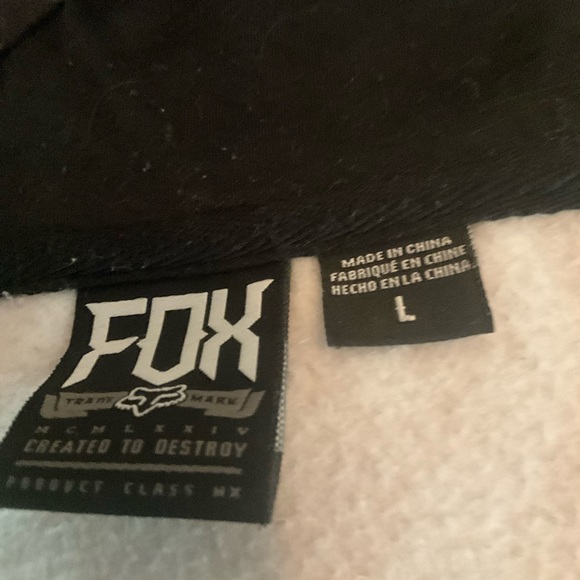 FOX
TRADE MARK
MCMLXXIV
CREATED TO DESTROY
PRODUCT CLASS MX
MADE IN CHINA
FABRIQUÉ EN CHINE
HECHO EN LA CHINA
L